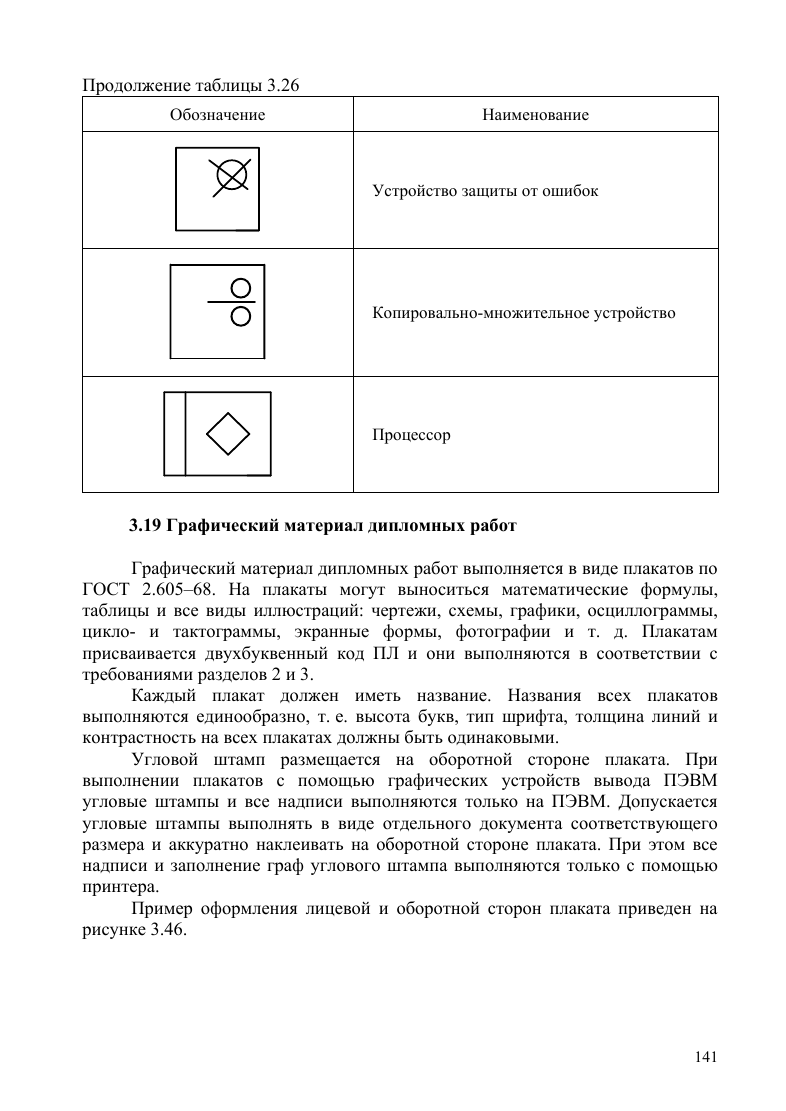 Продолжение таблицы 3.26
Обозначение
Наименование
Устройство защиты от ошибок
Копировально-множительное устройство
Процессор
3.19 Графический материал дипломных работ
Графический материал дипломных работ выполняется в виде плакатов по
ГОСТ 2.605–68. На плакаты могут выноситься математические формулы,
таблицы и все виды иллюстраций: чертежи, схемы, графики, осциллограммы,
цикло- и тактограммы, экранные формы, фотографии и т. д. Плакатам
присваивается двухбуквенный код ПЛ и они выполняются в соответствии с
требованиями разделов 2 и 3.
Каждый плакат должен иметь название. Названия всех плакатов
выполняются единообразно, т. е. высота букв, тип шрифта, толщина линий и
контрастность на всех плакатах должны быть одинаковыми.
Угловой штамп размещается на оборотной стороне плаката. При
выполнении плакатов с помощью графических устройств вывода ПЭВМ
угловые штампы и все надписи выполняются только на ПЭВМ. Допускается
угловые штампы выполнять в виде отдельного документа соответствующего
размера и аккуратно наклеивать на оборотной стороне плаката. При этом все
надписи и заполнение граф углового штампа выполняются только с помощью
принтера.
Пример оформления лицевой и оборотной сторон плаката приведен на
рисунке 3.46.
141